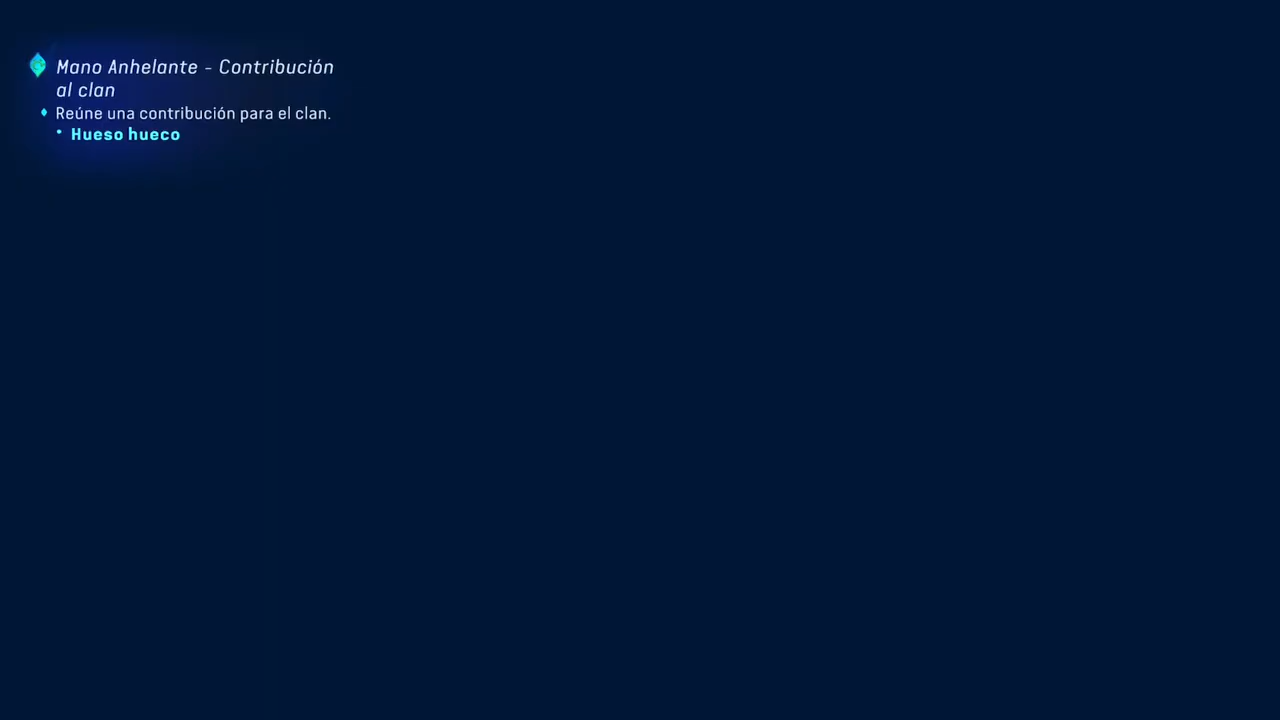 Mano Anhelante - Contribución
al clan
Reúne una contribución para el clan.
• Hueso hueco